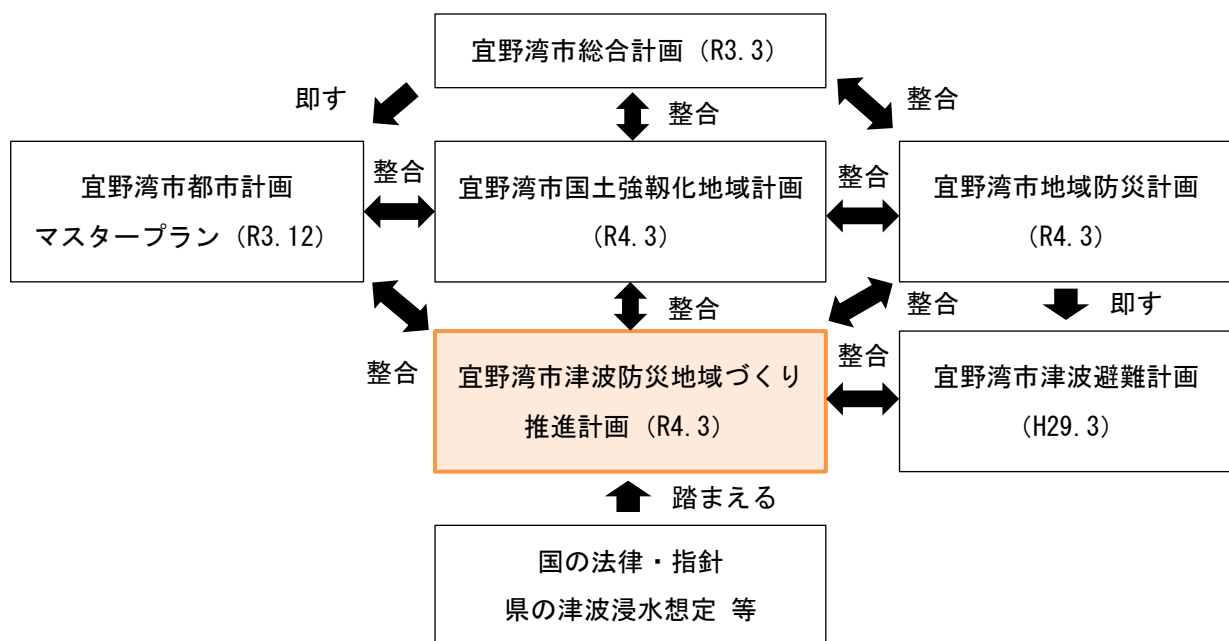 宜野湾市総合計画（R3.3）
即す
整合
整合
宜野湾市都市計画
マスタープラン（R3.12）
整合
宜野湾市国土強靱化地域計画
（R4.3）
整合
宜野湾市地域防災計画
（R4.3）
整合
整合
整合
即す
宜野湾市津波防災地域づくり
推進計画（R4.3）
整合
宜野湾市津波避難計画
（H29.3）
踏まえる
国の法律・指針
県の津波浸水想定 等